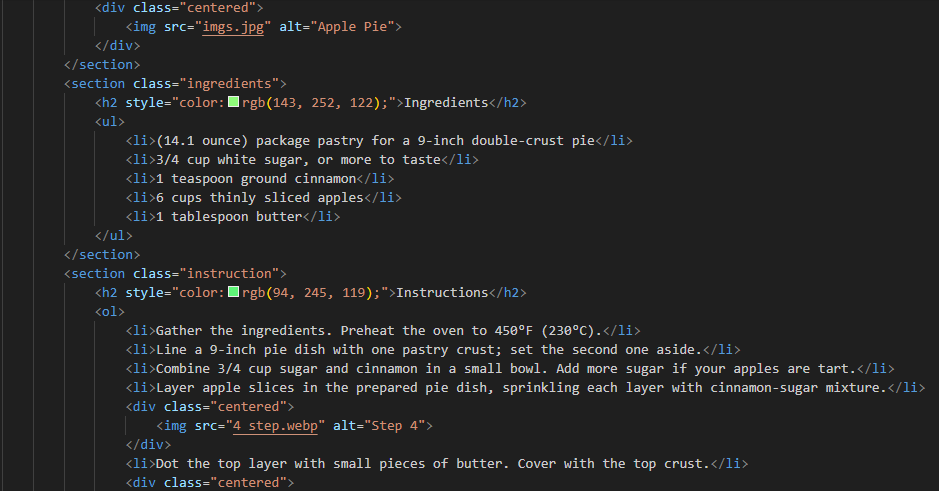 <div class="centered">
<img src="imgs.jpg" alt="Apple Pie">
</div>
</section>
<section class="ingredients">
<h2 style="color:rgb(143, 252, 122);">Ingredients</h2>
<ul>
<li>(14.1 ounce) package pastry for a 9-inch double-crust pie</li>
<li>3/4 cup white sugar, or more to taste</li>
<li>1 teaspoon ground cinnamon</li>
<li>6 cups thinly sliced apples</li>
<li>1 tablespoon butter</li>
</ul>
</section>
<section class="instruction">
<h2 style="color:rgb(94, 245, 119);">Instructions</h2>
<ol>
<li>Gather the ingredients. Preheat the oven to 450°F (230°C).</li>
<li>Line a 9-inch pie dish with one pastry crust; set the second one aside.</li>
<li>Combine 3/4 cup sugar and cinnamon in a small bowl. Add more sugar if your apples are tart.</li>
<li>Layer apple slices in the prepared pie dish, sprinkling each layer with cinnamon-sugar mixture.</li>
<div class="centered">
<img src="4 step.webp" alt="Step 4">
</div>
<li>Dot the top layer with small pieces of butter. Cover with the top crust.</li>
<div class="centered">